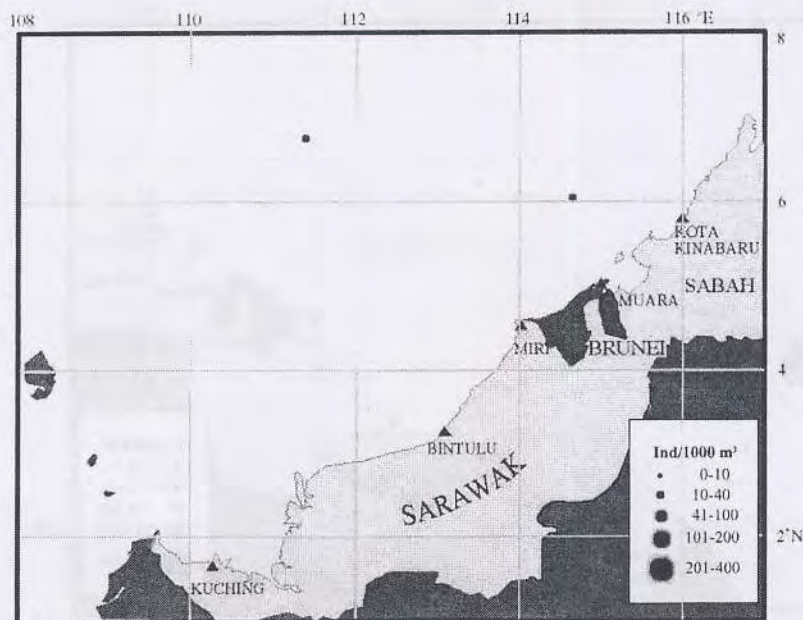 108 110 112 114 116 °E
8
6
KOTA
KINABARU
SABAH
MUARA
MIRI BRUNEI
4
BINTULU
SARAWAK
2°N
KUCHING
Ind/1000 m³
0-10
10-40
41-100
101-200
201-400